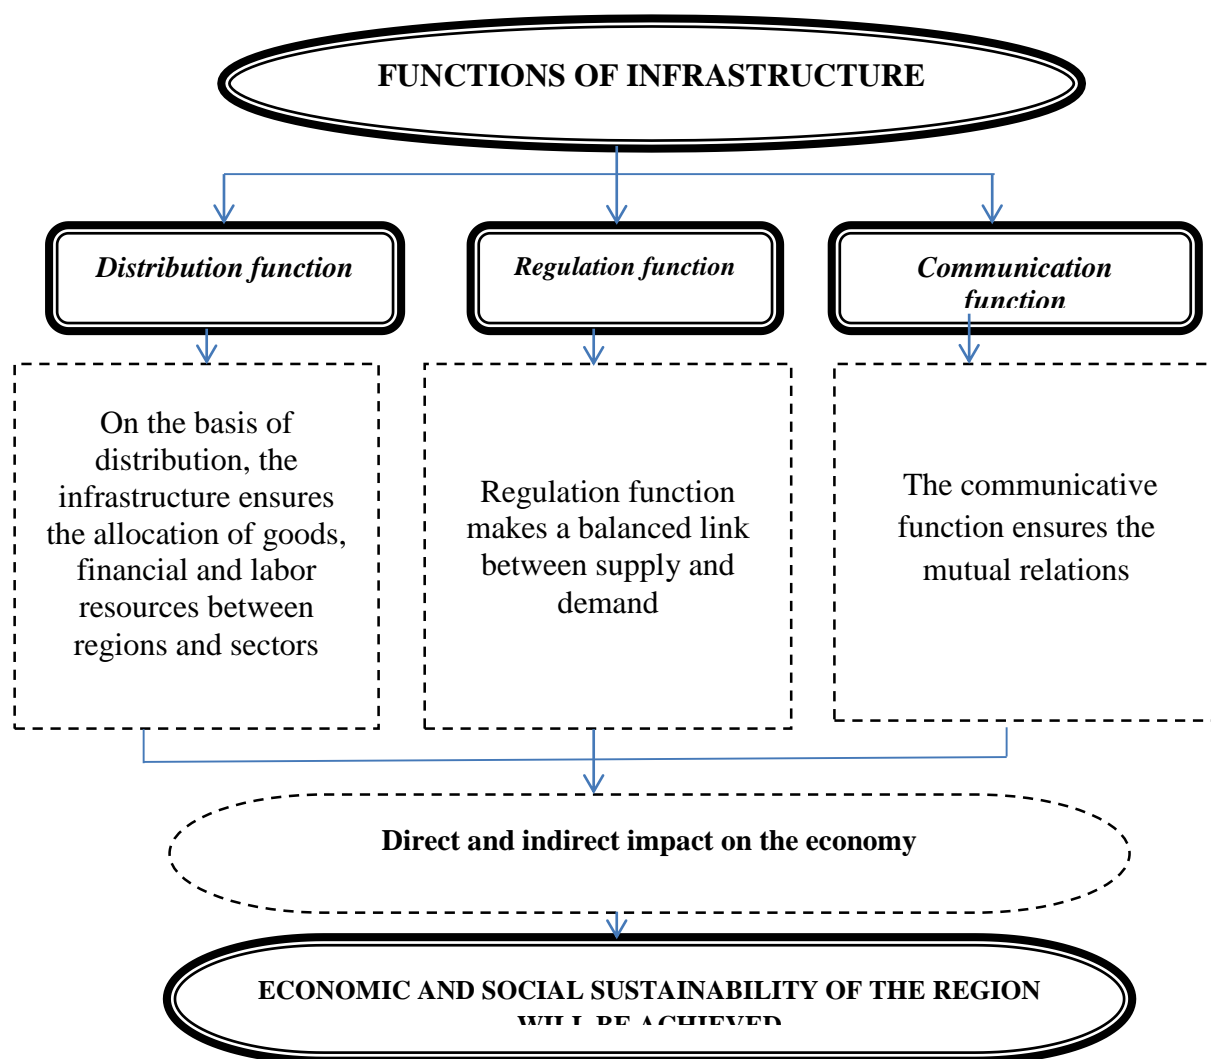 FUNCTIONS OF INFRASTRUCTURE
Distribution function
Regulation function
Communication
function
On the basis of
distribution, the
infrastructure ensures
the allocation of goods,
financial and labor
resources between
regions and sectors
Regulation function
makes a balanced link
between supply and
demand
The communicative
function ensures the
mutual relations
Direct and indirect impact on the economy
ECONOMIC AND SOCIAL SUSTAINABILITY OF THE REGION
WILL BE ACHIEVED